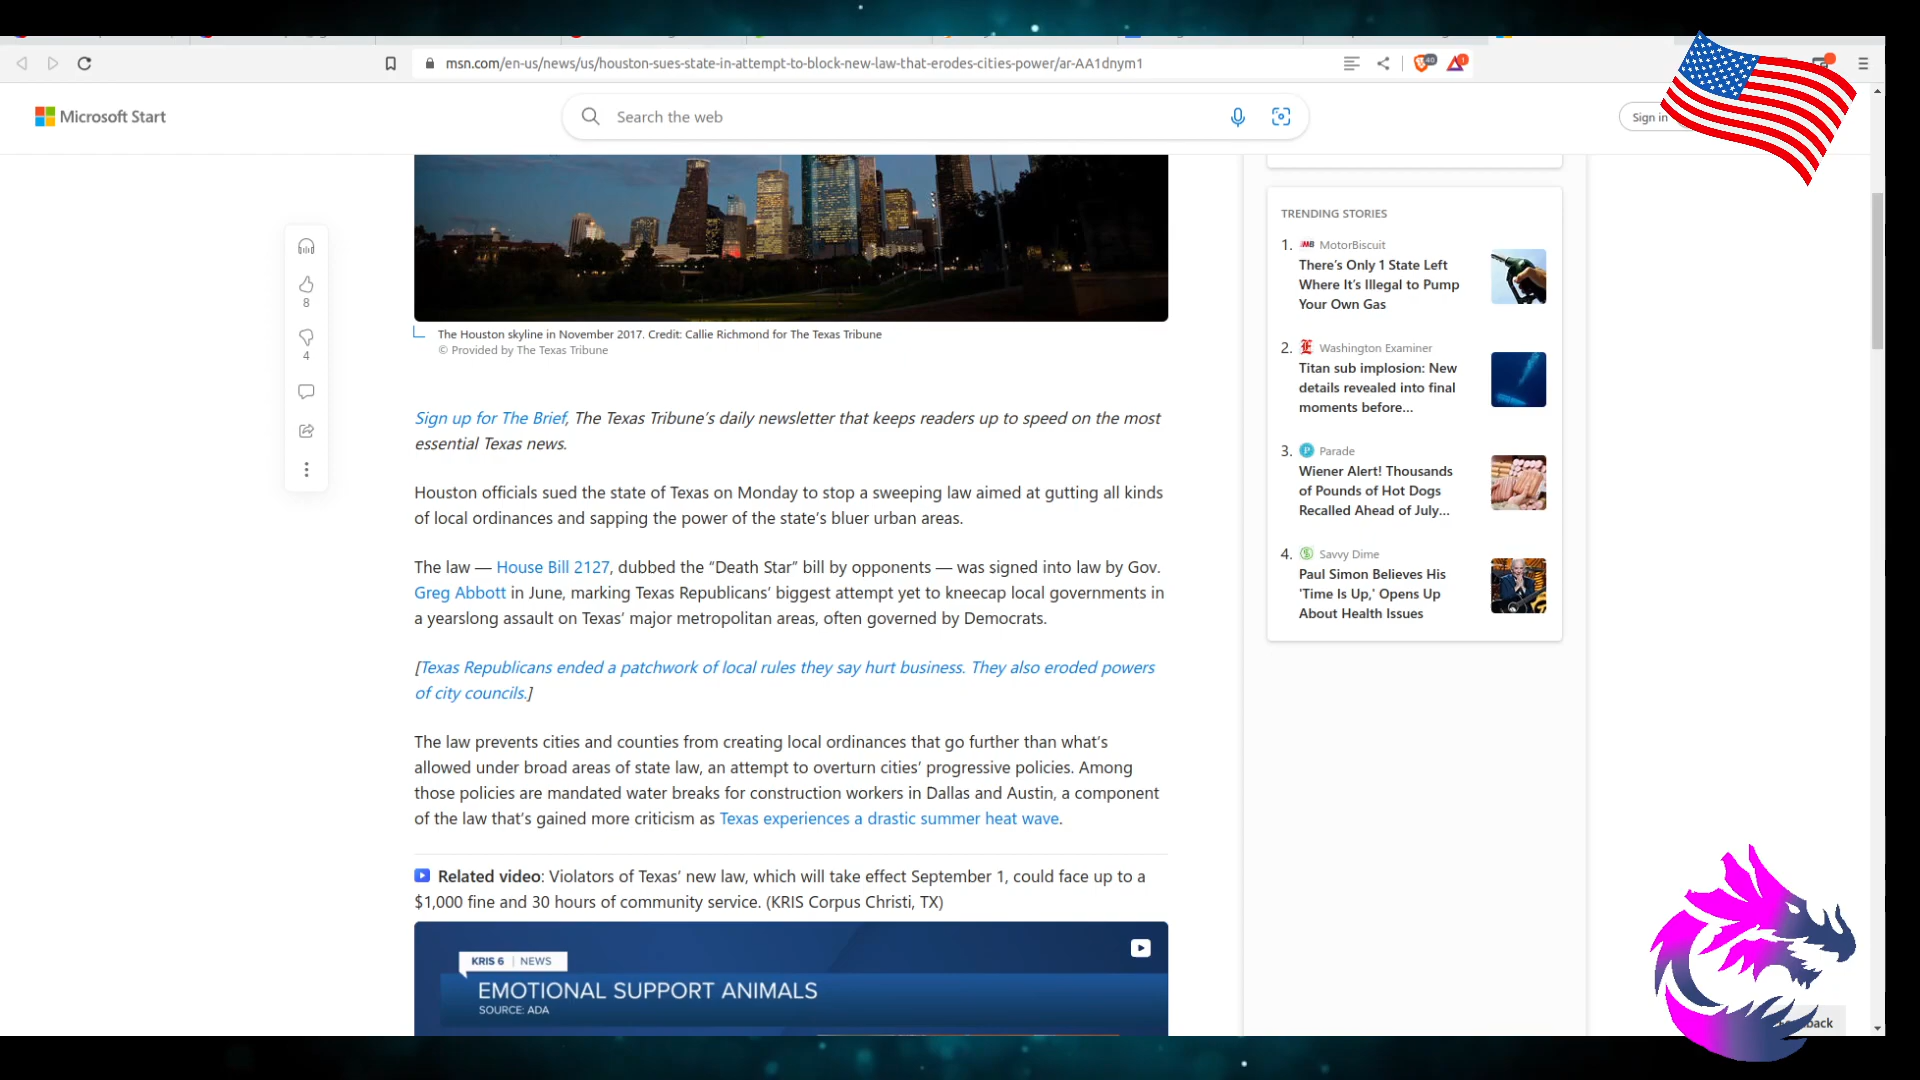 msn.com/en-us/news/us/houston-sues-state-in-attempt-to-block-new-law-that-erodes-cities-power/ar-AA1dnym1
40
1
Microsoft Start
Search the web
Sign in
8
4
The Houston skyline in November 2017. Credit: Callie Richmond for The Texas Tribune
© Provided by The Texas Tribune
Sign up for The Brief, The Texas Tribune's daily newsletter that keeps readers up to speed on the most
essential Texas news.
Houston officials sued the state of Texas on Monday to stop a sweeping law aimed at gutting all kinds
of local ordinances and sapping the power of the state's bluer urban areas.
The law — House Bill 2127, dubbed the “Death Star” bill by opponents — was signed into law by Gov.
Greg Abbott in June, marking Texas Republicans’ biggest attempt yet to kneecap local governments in
a yearslong assault on Texas’ major metropolitan areas, often governed by Democrats.
[Texas Republicans ended a patchwork of local rules they say hurt business. They also eroded powers
of city councils.]
The law prevents cities and counties from creating local ordinances that go further than what’s
allowed under broad areas of state law, an attempt to overturn cities’ progressive policies. Among
those policies are mandated water breaks for construction workers in Dallas and Austin, a component
of the law that’s gained more criticism as Texas experiences a drastic summer heat wave.
Related video: Violators of Texas’ new law, which will take effect September 1, could face up to a
$1,000 fine and 30 hours of community service. (KRIS Corpus Christi, TX)
KRIS 6 | NEWS
EMOTIONAL SUPPORT ANIMALS
SOURCE: ADA
TRENDING STORIES
1. MB MotorBiscuit
There’s Only 1 State Left
Where It’s Illegal to Pump
Your Own Gas
2. E Washington Examiner
Titan sub implosion: New
details revealed into final
moments before...
3. P Parade
Wiener Alert! Thousands
of Pounds of Hot Dogs
Recalled Ahead of July...
4. Savvy Dime
Paul Simon Believes His
'Time Is Up,' Opens Up
About Health Issues
back